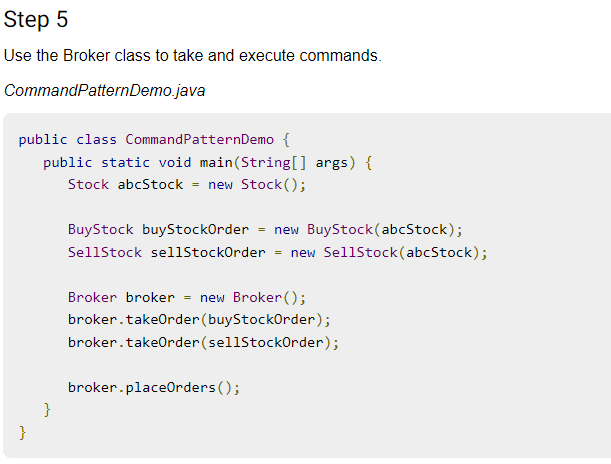 Step 5
Use the Broker class to take and execute commands.
CommandPatternDemo.java
public class CommandPatternDemo {
   public static void main(String[] args) {
      Stock abcStock = new Stock();

      BuyStock buyStockOrder = new BuyStock(abcStock);
      SellStock sellStockOrder = new SellStock(abcStock);

      Broker broker = new Broker();
      broker.takeOrder(buyStockOrder);
      broker.takeOrder(sellStockOrder);

      broker.placeOrders();
   }
}